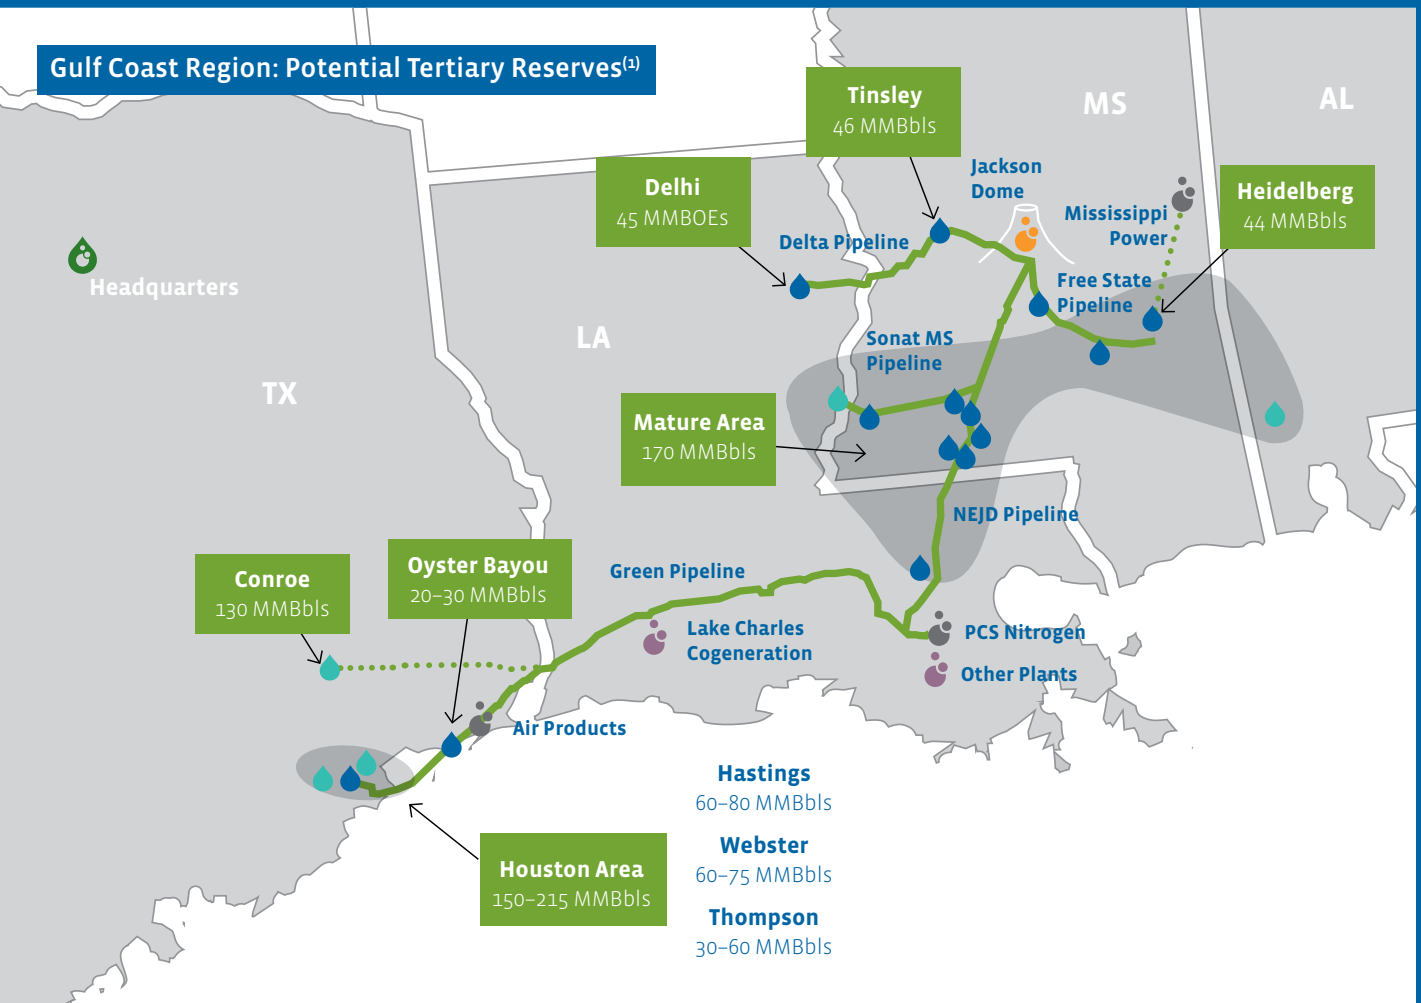 Gulf Coast Region: Potential Tertiary Reserves(1)
Tinsley
46 MMBbls
MS
AL
Jackson
Dome
Delhi
45 MMBOEs
Heidelberg
44 MMBbls
Mississippi
Power
Delta Pipeline
Headquarters
Free State
Pipeline
LA
Sonat MS
Pipeline
TX
Mature Area
170 MMBbls
NEJD Pipeline
Conroe
130 MMBbls
Oyster Bayou
20–30 MMBbls
Green Pipeline
Lake Charles
Cogeneration
PCS Nitrogen
Other Plants
Air Products
Hastings
60–80 MMBbls
Webster
60–75 MMBbls
Thompson
30–60 MMBbls
Houston Area
150–215 MMBbls